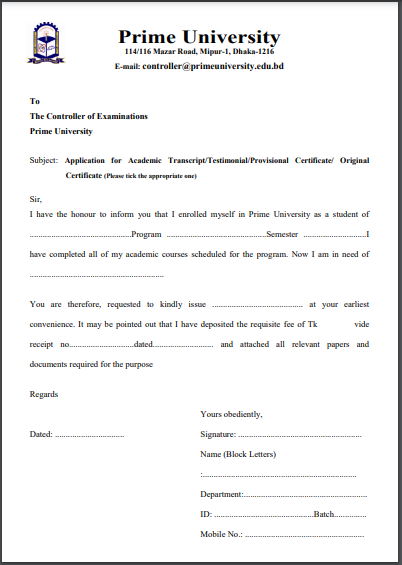 Prime University
114/116 Mazar Road, Mipur-1, Dhaka-1216
E-mail: controller@primeuniversity.edu.bd
To
The Controller of Examinations
Prime University
Subject: Application for Academic Transcript/Testimonial/Provisional Certificate/ Original
Certificate (Please tick the appropriate one)
Sir,
I have the honour to inform you that I enrolled myself in Prime University as a student of
.............................................Program .............................................Semester ............................I
have completed all of my academic courses scheduled for the program. Now I am in need of
............................................................
You are therefore, requested to kindly issue ......................................... at your earliest
convenience. It may be pointed out that I have deposited the requisite fee of Tk vide
receipt no.............................dated........................... and attached all relevant papers and
documents required for the purpose
Regards
Yours obediently,
Dated: ............................... Signature: .......................................................
Name (Block Letters)
:....................................................................
Department:.......................................................
ID: .............................................Batch..............
Mobile No.: .....................................................